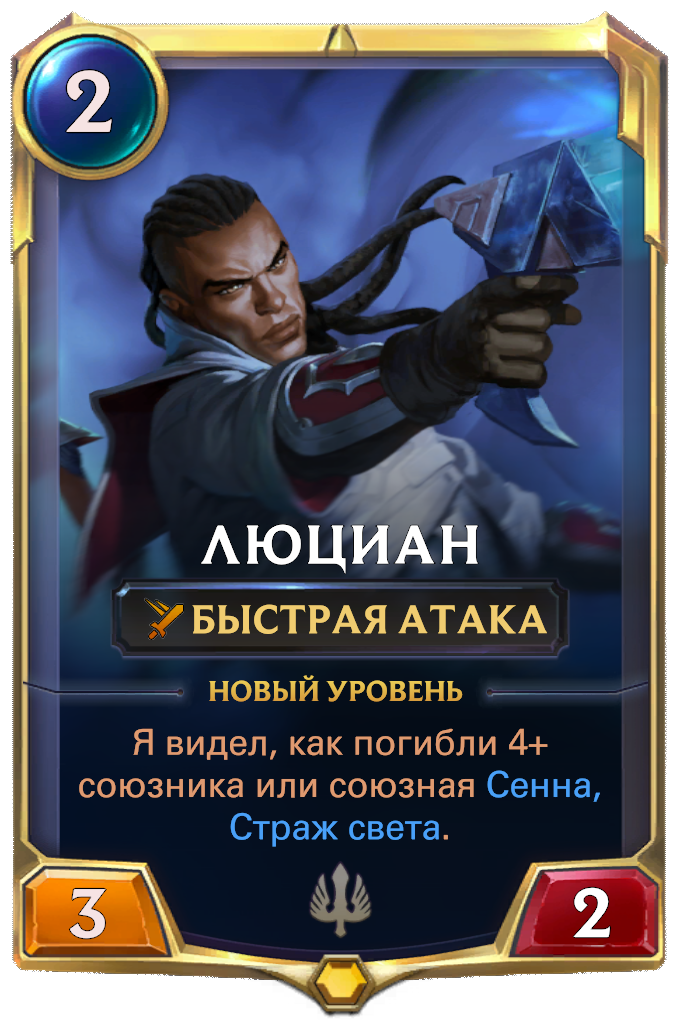 2
ЛЮЦИАН
БЫСТРАЯ АТАКА
НОВЫЙ УРОВЕНЬ
Я видел, как погибли 4+
союзника или союзная Сенна,
Страж света.
3
2